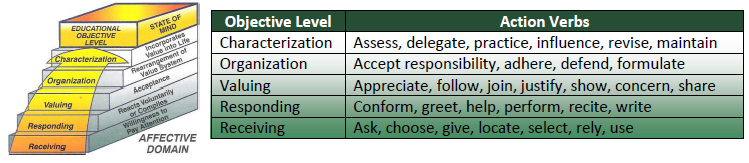 EDUCATIONAL
OBJECTIVE
LEVEL
STATE OF
MIND
Characterization
Incorporates
Value into Life
Organization
Rearrangement of
Value System
Valuing
Acceptance
Responding
Reacts Voluntarily
or Complies
Receiving
Willingness to
Pay Attention
AFFECTIVE
DOMAIN
Objective Level Action Verbs
Characterization Assess, delegate, practice, influence, revise, maintain
Organization Accept responsibility, adhere, defend, formulate
Valuing Appreciate, follow, join, justify, show, concern, share
Responding Conform, greet, help, perform, recite, write
Receiving Ask, choose, give, locate, select, rely, use